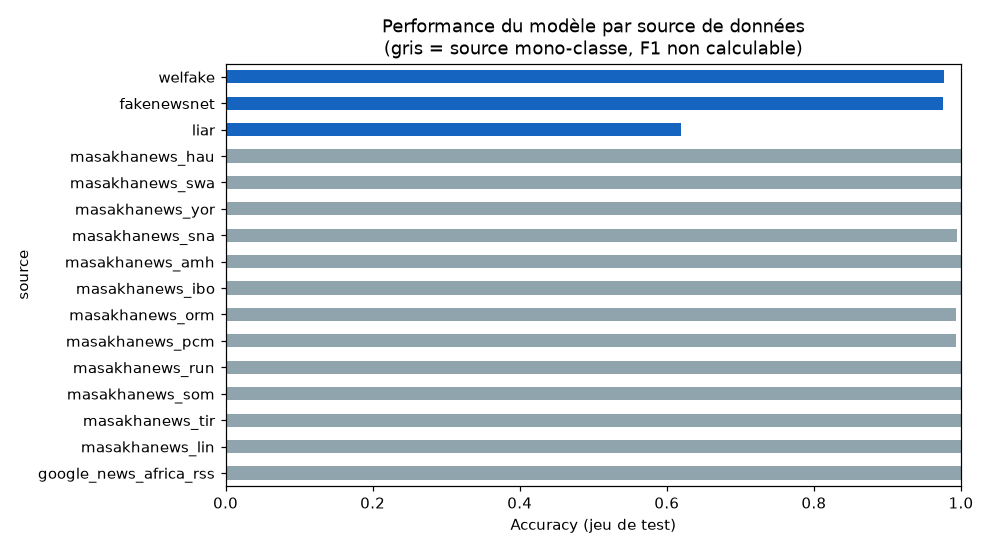 Performance du modèle par source de données
(gris = source mono-classe, F1 non calculable)
welfake
fakenewsnet
liar
masakhanews_hau
masakhanews_swa
masakhanews_yor
masakhanews_sna
masakhanews_amh
masakhanews_ibo
masakhanews_orm
masakhanews_pcm
masakhanews_run
masakhanews_som
masakhanews_tir
masakhanews_lin
google_news_africa_rss
source
0.0 0.2 0.4 0.6 0.8 1.0
Accuracy (jeu de test)